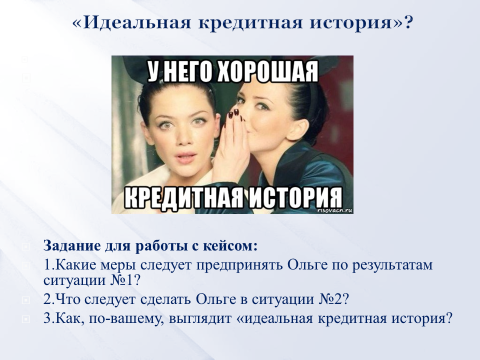 «Идеальная кредитная история»?
У НЕГО ХОРОШАЯ
КРЕДИТНАЯ ИСТОРИЯ
risovach.ru
Задание для работы с кейсом:
1.Какие меры следует предпринять Ольге по результатам
ситуации №1?
2.Что следует сделать Ольге в ситуации №2?
3.Как, по-вашему, выглядит «идеальная кредитная история?